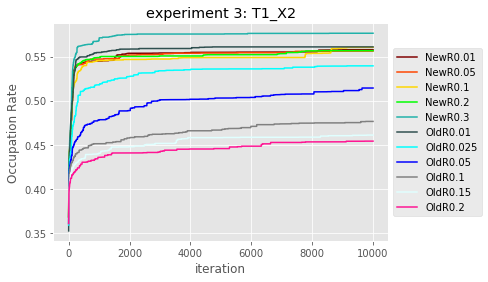 experiment 3: T1_X2
Occupation Rate
0.55
0.50
0.45
0.40
0.35
0
2000
4000
6000
8000
10000
iteration
NewR0.01
NewR0.05
NewR0.1
NewR0.2
NewR0.3
OldR0.01
OldR0.025
OldR0.05
OldR0.1
OldR0.15
OldR0.2